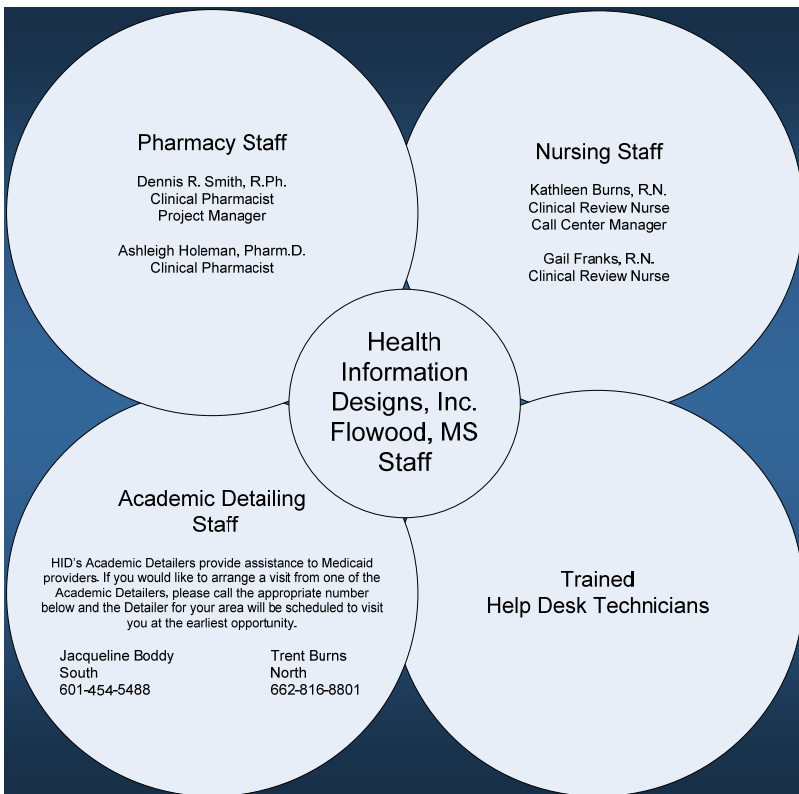 Pharmacy Staff
Dennis R. Smith, R.Ph.
Clinical Pharmacist
Project Manager
Ashleigh Holeman, Pharm.D.
Clinical Pharmacist
Nursing Staff
Kathleen Burns, R.N.
Clinical Review Nurse
Call Center Manager
Gail Franks, R.N.
Clinical Review Nurse
Health
Information
Designs, Inc.
Flowood, MS
Staff
Academic Detailing
Staff
HID's Academic Detailers provide assistance to Medicaid
providers. If you would like to arrange a visit from one of the
Academic Detailers, please call the appropriate number
below and the Detailer for your area will be scheduled to visit
you at the earliest opportunity.
Jacqueline Boddy
South
601-454-5488
Trent Burns
North
662-816-8801
Trained
Help Desk Technicians